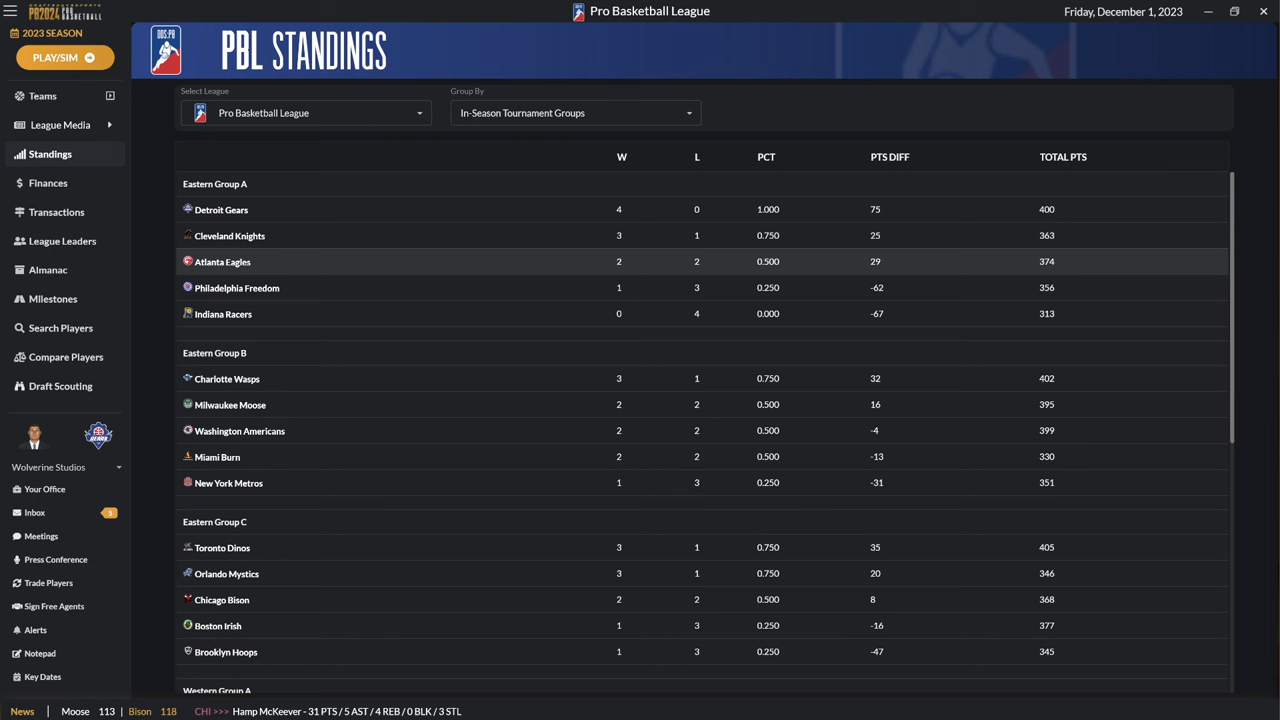 DRAFT DAY SPORTS
PB2024 PRO BASKETBALL
Pro Basketball League
Friday, December 1, 2023
2023 SEASON
PLAY/SIM
DDS:PB
PBL STANDINGS
Teams
League Media
Standings
Finances
Transactions
League Leaders
Almanac
Milestones
Search Players
Compare Players
Draft Scouting
GEARS
Wolverine Studios
Your Office
Inbox 5
Meetings
Press Conference
Trade Players
Sign Free Agents
Alerts
Notepad
Key Dates
Select League
Group By
Pro Basketball League
In-Season Tournament Groups
W L PCT PTS DIFF TOTAL PTS
Eastern Group A
Detroit Gears 4 0 1.000 75 400
Cleveland Knights 3 1 0.750 25 363
Atlanta Eagles 2 2 0.500 29 374
Philadelphia Freedom 1 3 0.250 -62 356
Indiana Racers 0 4 0.000 -67 313
Eastern Group B
Charlotte Wasps 3 1 0.750 32 402
Milwaukee Moose 2 2 0.500 16 395
Washington Americans 2 2 0.500 -4 399
Miami Burn 2 2 0.500 -13 330
New York Metros 1 3 0.250 -31 351
Eastern Group C
Toronto Dinos 3 1 0.750 35 405
Orlando Mystics 3 1 0.750 20 346
Chicago Bison 2 2 0.500 8 368
Boston Irish 1 3 0.250 -16 377
Brooklyn Hoops 1 3 0.250 -47 345
Western Group A
News | Moose 113 | Bison 118 CHI >>> Hamp McKeever - 31 PTS / 5 AST / 4 REB / 0 BLK / 3 STL